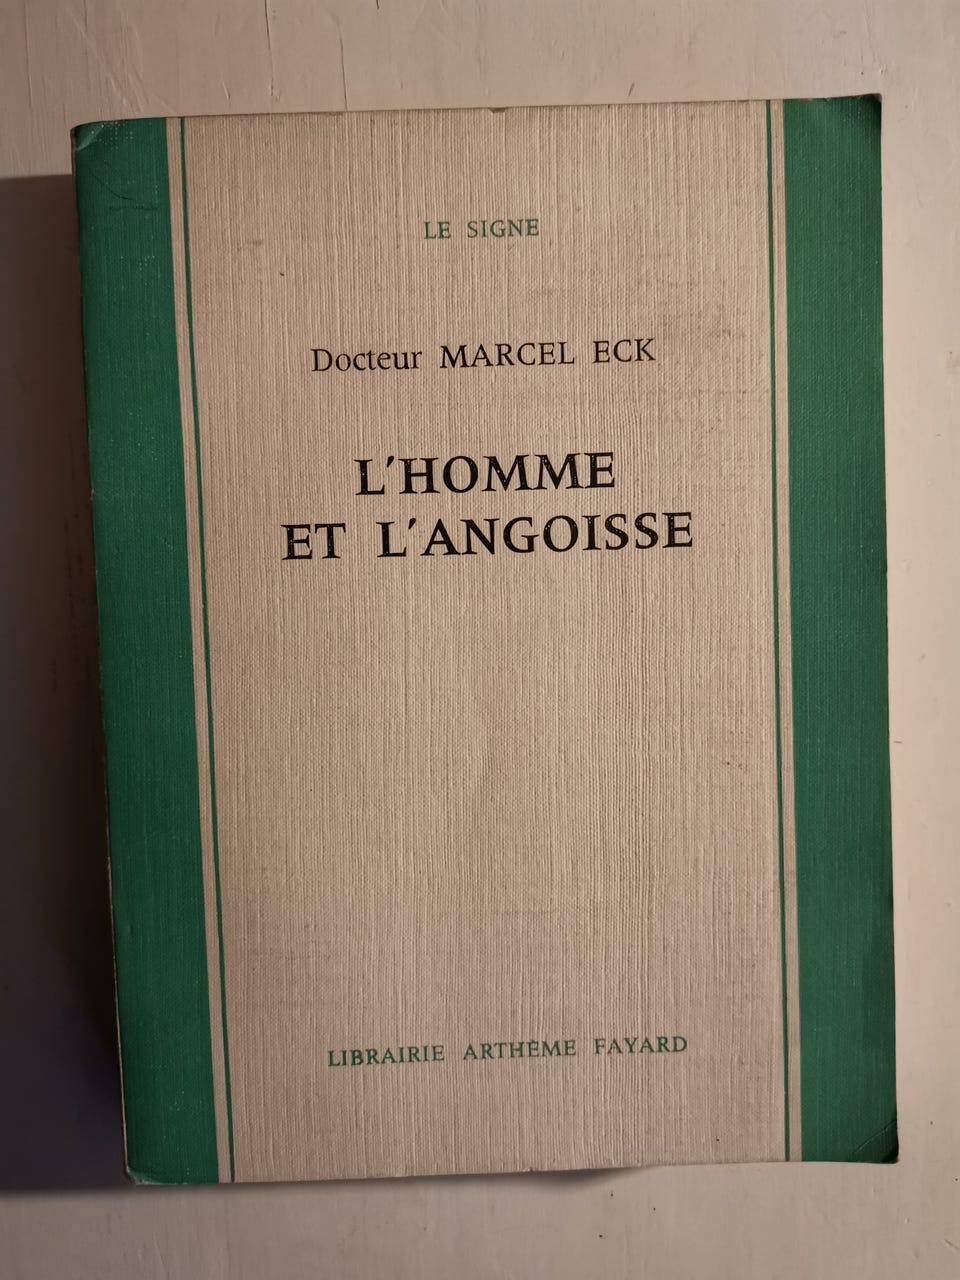 LE SIGNE
Docteur MARCEL ECK
L'HOMME
ET L'ANGOISSE
LIBRAIRIE ARTHÈME FAYARD